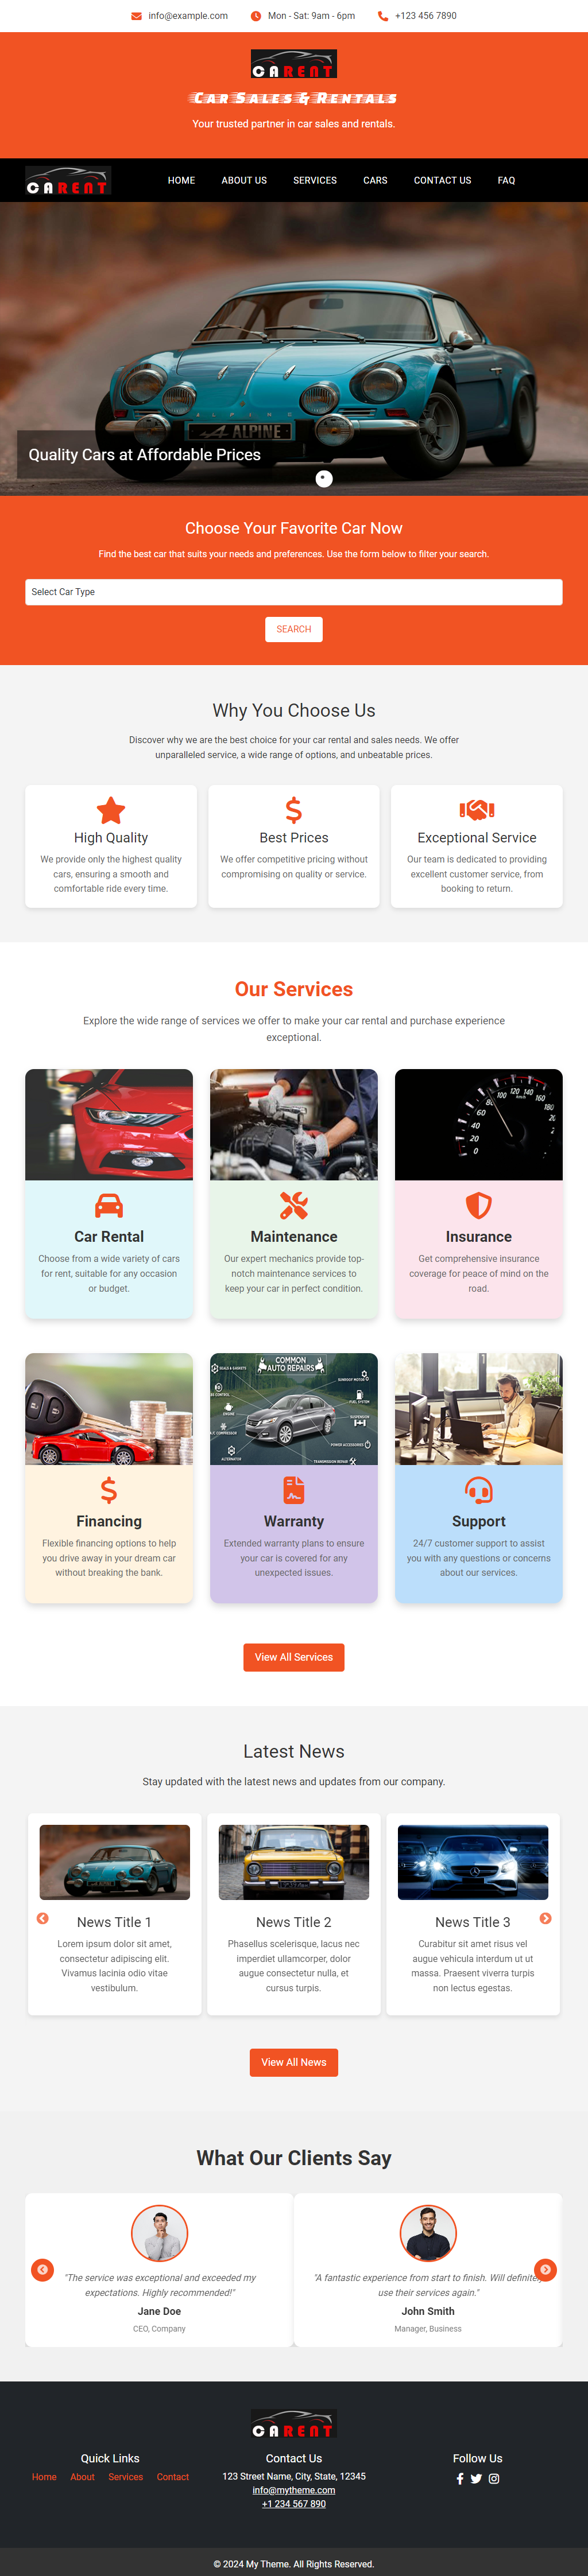 info@example.com
Mon - Sat: 9am - 6pm
+123 456 7890
CARENT
Car Sales & Rentals
Your trusted partner in car sales and rentals.
CARENT
HOME
ABOUT US
SERVICES
CARS
CONTACT US
FAQ
ALPINE
ALPINE
Quality Cars at Affordable Prices
Choose Your Favorite Car Now
Find the best car that suits your needs and preferences. Use the form below to filter your search.
Select Car Type
SEARCH
Why You Choose Us
Discover why we are the best choice for your car rental and sales needs. We offer
unparalleled service, a wide range of options, and unbeatable prices.
High Quality
We provide only the highest quality
cars, ensuring a smooth and
comfortable ride every time.
Best Prices
We offer competitive pricing without
compromising on quality or service.
Exceptional Service
Our team is dedicated to providing
excellent customer service, from
booking to return.
Our Services
Explore the wide range of services we offer to make your car rental and purchase experience
exceptional.
0 20 40 60 80 100 120 140 160 180
Car Rental
Choose from a wide variety of cars
for rent, suitable for any occasion
or budget.
Maintenance
Our expert mechanics provide top-
notch maintenance services to
keep your car in perfect condition.
Insurance
Get comprehensive insurance
coverage for peace of mind on the
road.
COMMON
AUTO REPAIRS
ENGINE
FUEL SYSTEM
SUSPENSION
POWER ACCESSORIES
ALTERNATOR
TRANSMISSION REPAIR
Financing
Flexible financing options to help
you drive away in your dream car
without breaking the bank.
Warranty
Extended warranty plans to ensure
your car is covered for any
unexpected issues.
Support
24/7 customer support to assist
you with any questions or concerns
about our services.
View All Services
Latest News
Stay updated with the latest news and updates from our company.
News Title 1
Lorem ipsum dolor sit amet,
consectetur adipiscing elit.
Vivamus lacinia odio vitae
vestibulum.
News Title 2
Phasellus scelerisque, lacus nec
imperdiet ullamcorper, dolor
augue consectetur nulla, et
cursus turpis.
News Title 3
Curabitur sit amet risus vel
augue vehicula interdum ut ut
massa. Praesent viverra turpis
non lectus egestas.
View All News
What Our Clients Say
"The service was exceptional and exceeded my
expectations. Highly recommended!"
Jane Doe
CEO, Company
"A fantastic experience from start to finish. Will definitely
use their services again."
John Smith
Manager, Business
CARENT
Quick Links
Home
About
Services
Contact
Contact Us
123 Street Name, City, State, 12345
info@mytheme.com
+1 234 567 890
Follow Us
© 2024 My Theme. All Rights Reserved.